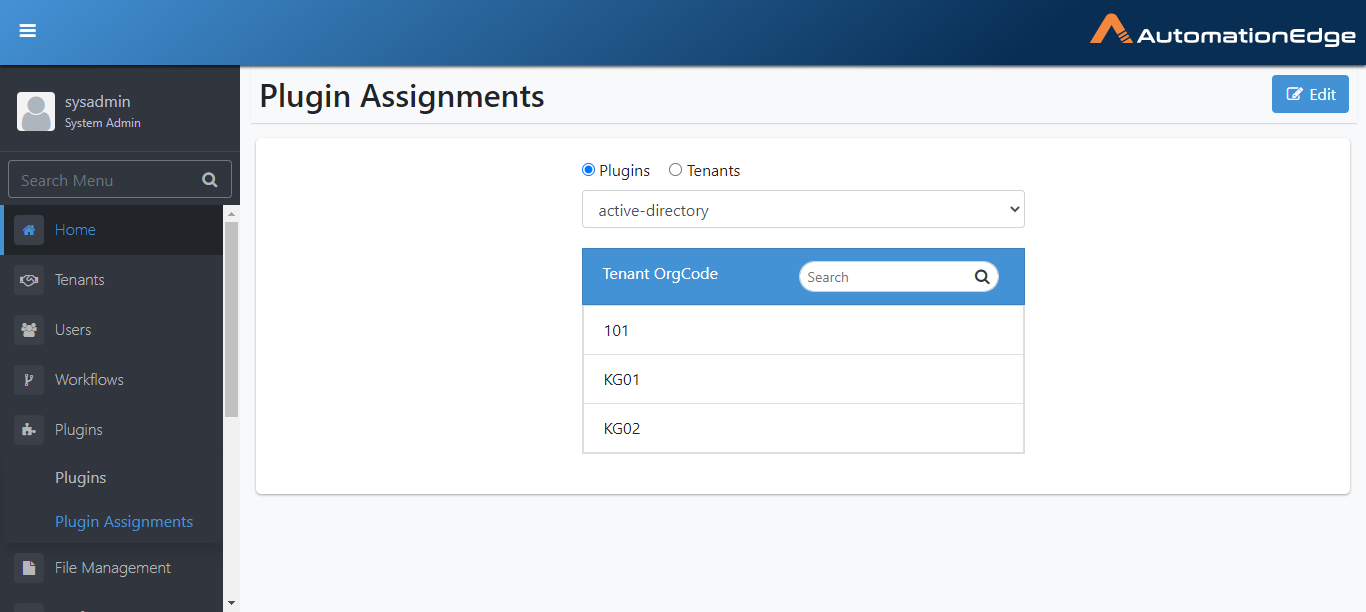 AutomationEdge
sysadmin
System Admin
Search Menu
Home
Tenants
Users
Workflows
Plugins
Plugins
Plugin Assignments
File Management
Plugin Assignments
Edit
Plugins Tenants
active-directory
Tenant OrgCode Search
101
KG01
KG02